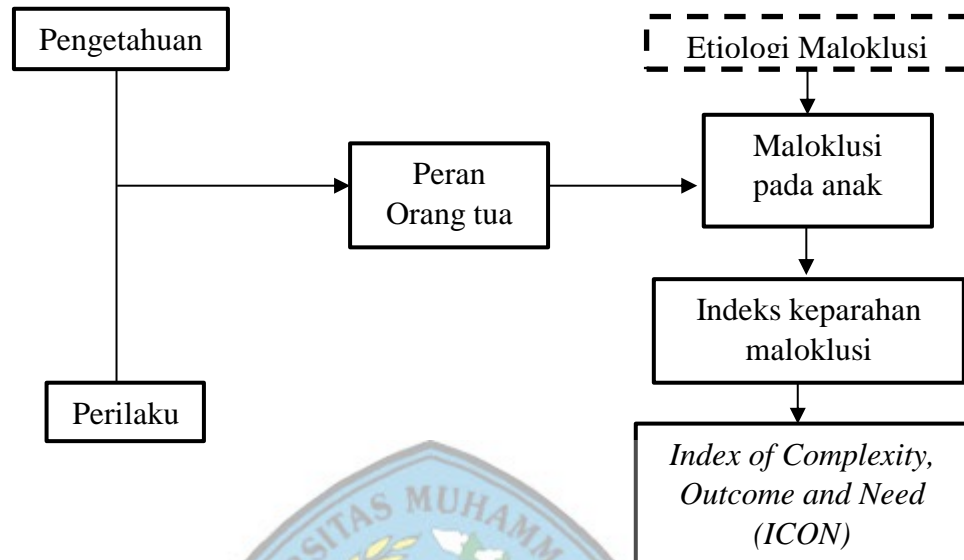 Pengetahuan
Etiologi Maloklusi
Maloklusi
pada anak
Peran
Orang tua
Indeks keparahan
maloklusi
Perilaku
Index of Complexity,
Outcome and Need
(ICON)